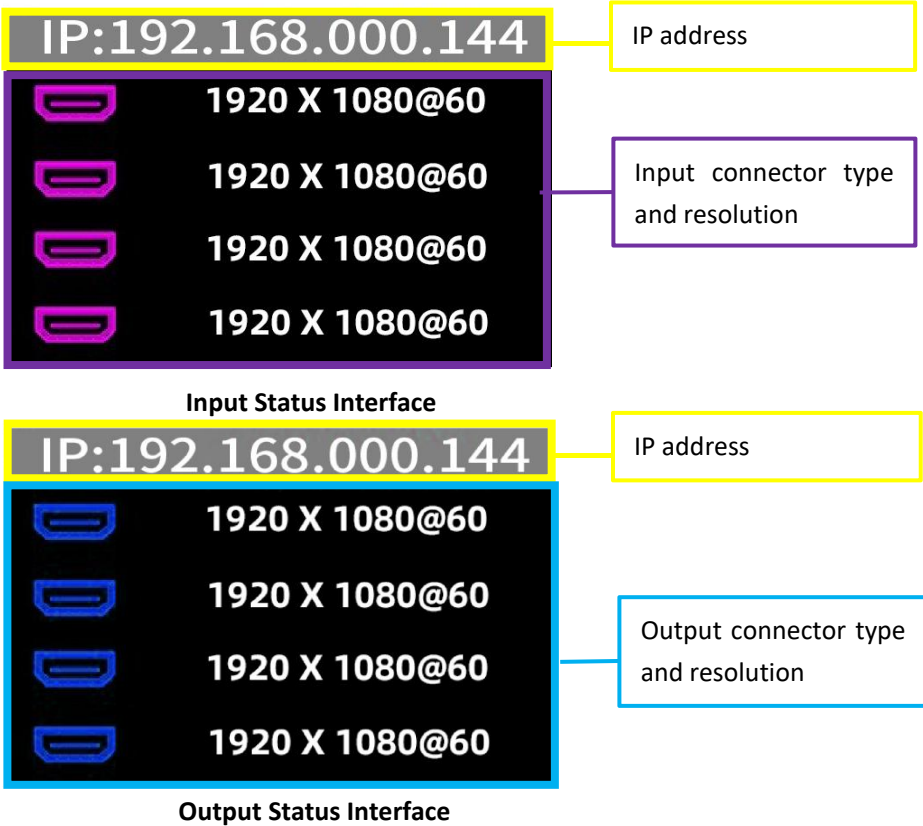 IP:192.168.000.144
IP address
1920 X 1080@60
1920 X 1080@60
1920 X 1080@60
1920 X 1080@60
Input connector type
and resolution
Input Status Interface
IP:192.168.000.144
IP address
1920 X 1080@60
1920 X 1080@60
1920 X 1080@60
1920 X 1080@60
Output connector type
and resolution
Output Status Interface